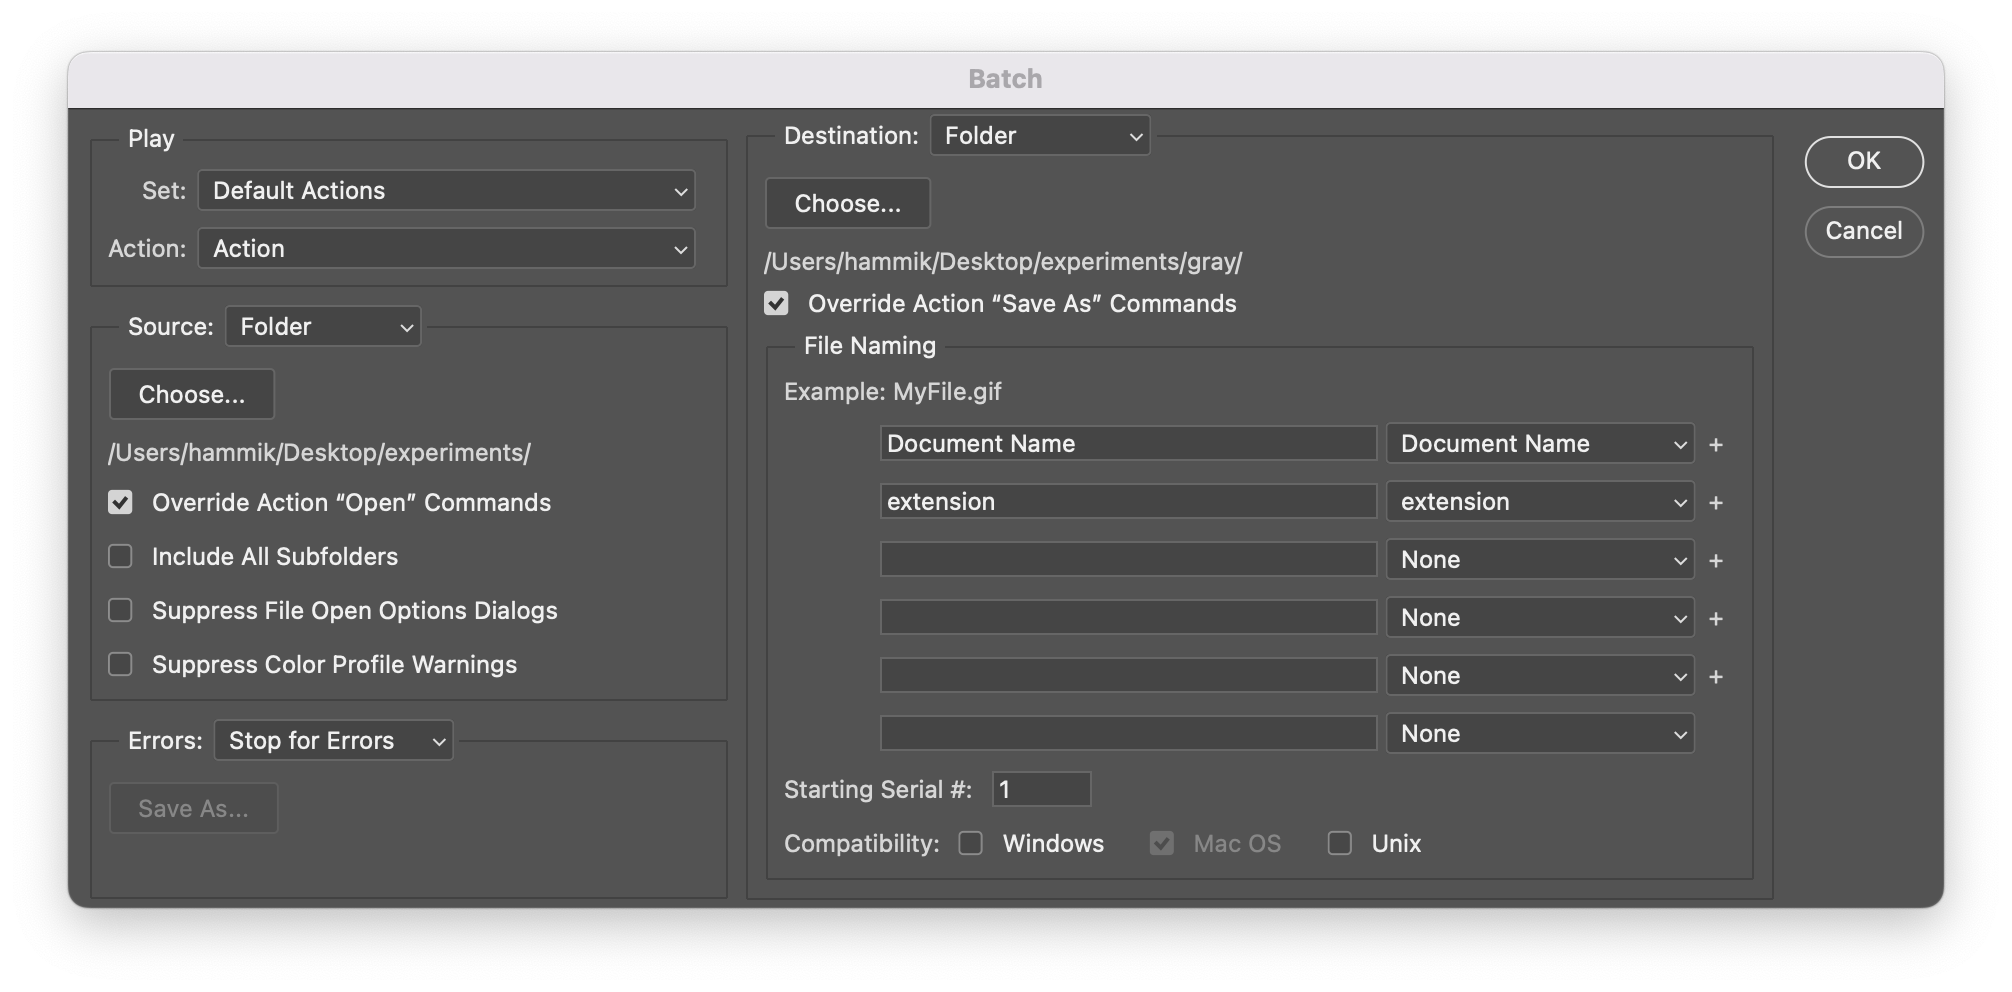 Batch
Play
Set: Default Actions
Action: Action
Source: Folder
Choose...
/Users/hammik/Desktop/experiments/
Override Action “Open” Commands
Include All Subfolders
Suppress File Open Options Dialogs
Suppress Color Profile Warnings
Errors: Stop for Errors
Save As...
Destination: Folder
Choose...
/Users/hammik/Desktop/experiments/gray/
Override Action “Save As” Commands
File Naming
Example: MyFile.gif
Document Name Document Name +
extension extension +
None +
None +
None +
None
Starting Serial #: 1
Compatibility: Windows Mac OS Unix
OK
Cancel